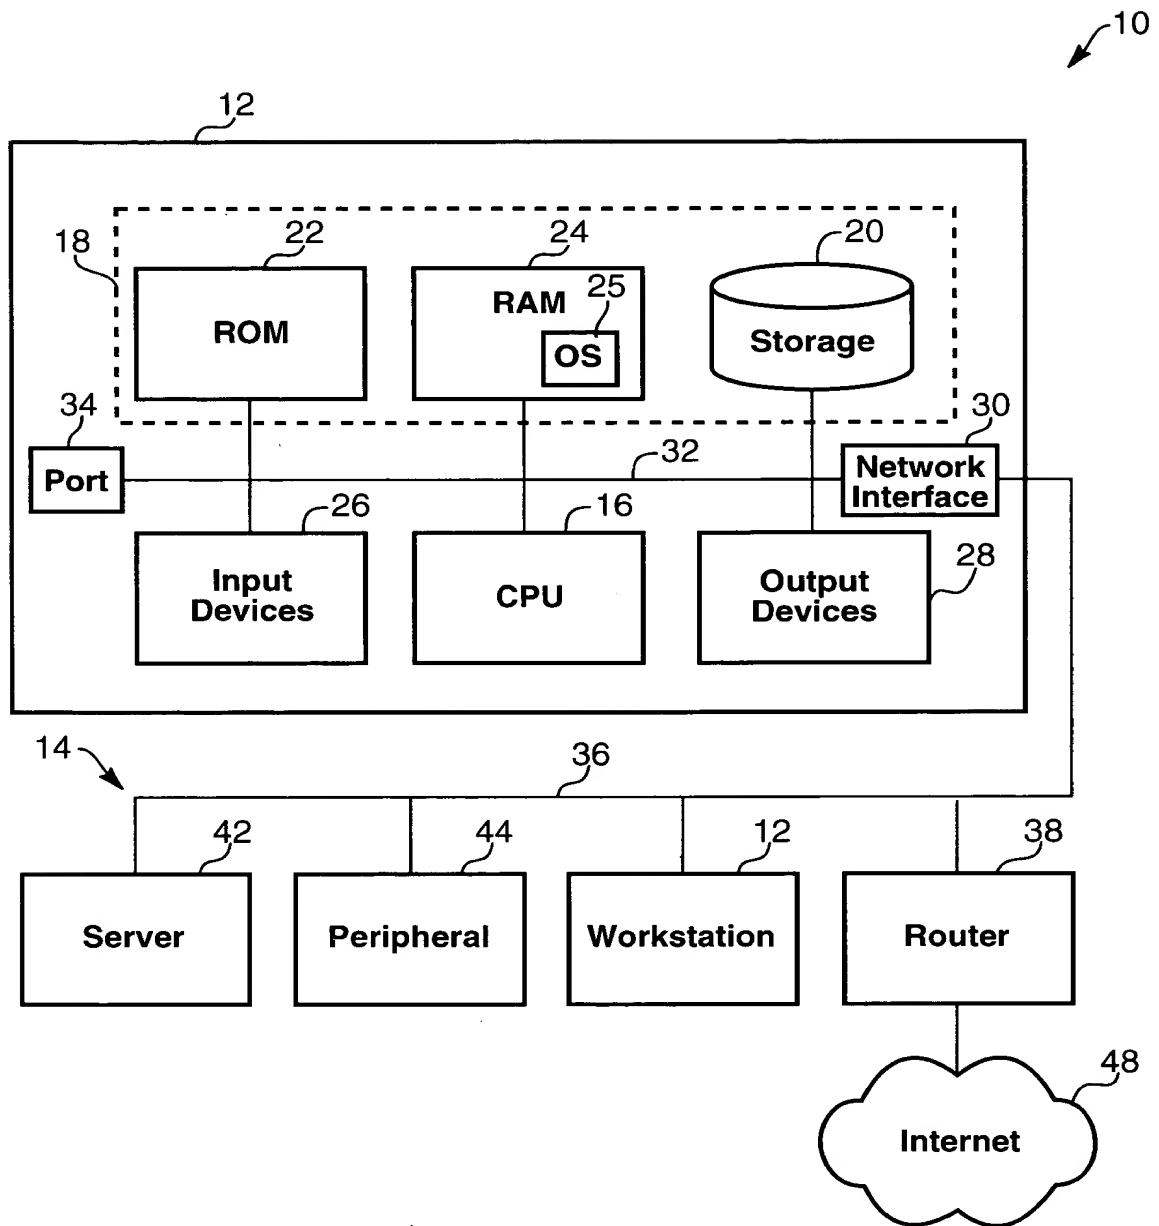 10
12
18
22
24
20
ROM
RAM
25
OS
Storage
34
30
Port
32
Network
Interface
26
16
28
Input
Devices
CPU
Output
Devices
14
36
42
44
12
38
Server
Peripheral
Workstation
Router
48
Internet